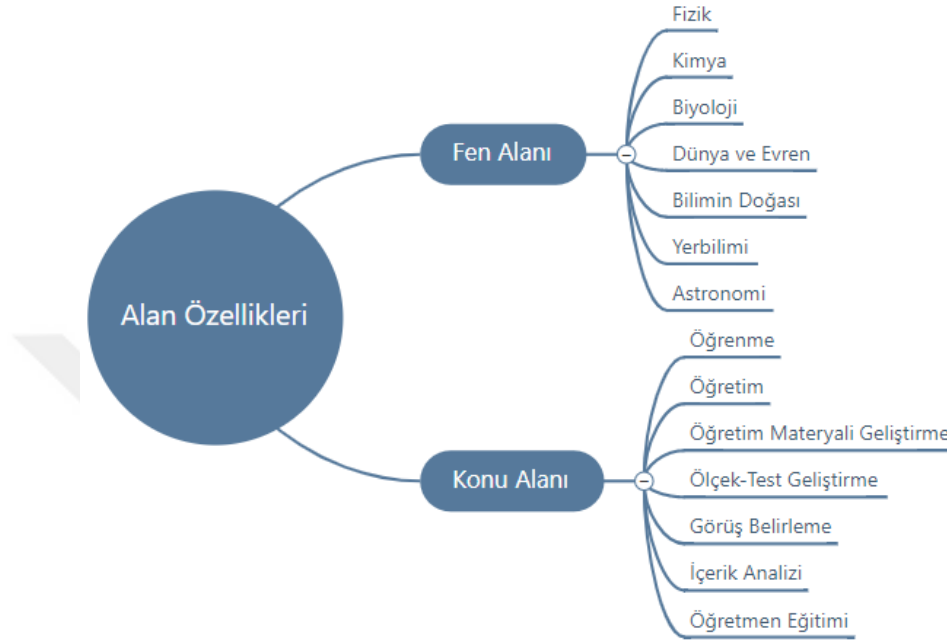 Alan Özellikleri
Fen Alanı
Fizik
Kimya
Biyoloji
Dünya ve Evren
Bilimin Doğası
Yerbilimi
Astronomi
Konu Alanı
Öğrenme
Öğretim
Öğretim Materyali Geliştirme
Ölçek-Test Geliştirme
Görüş Belirleme
İçerik Analizi
Öğretmen Eğitimi